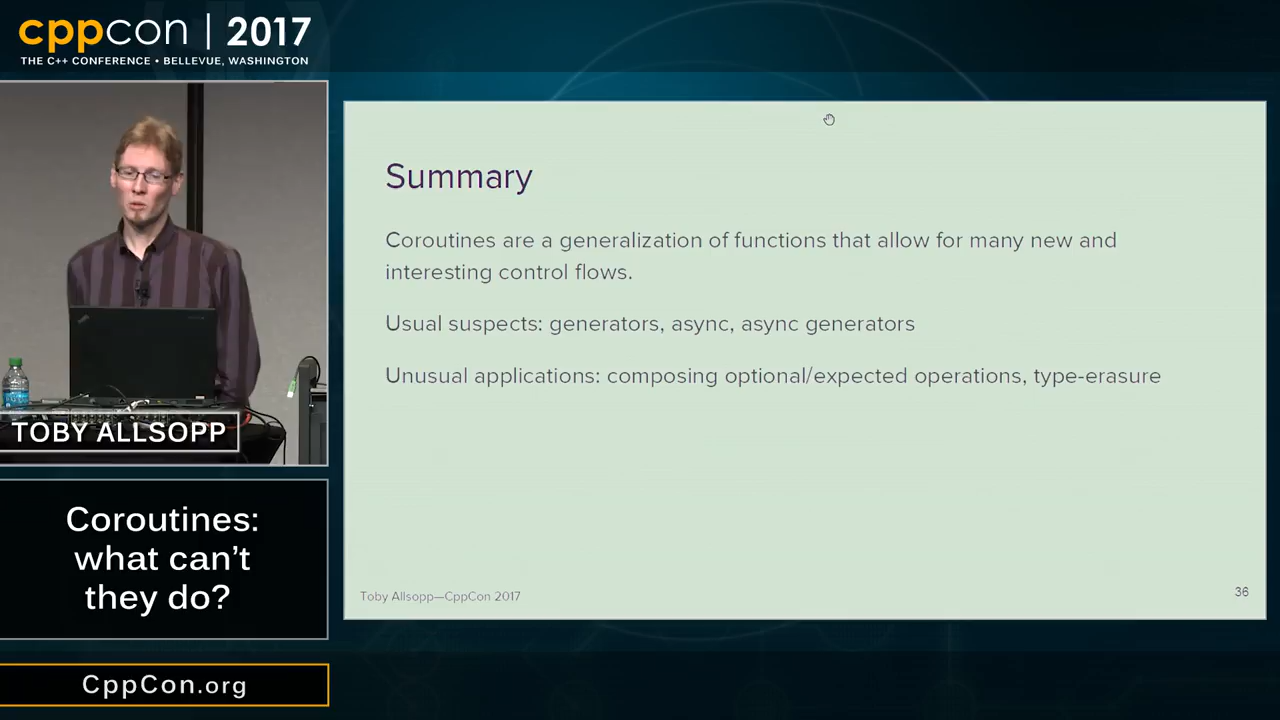 cppcon | 2017
THE C++ CONFERENCE • BELLEVUE, WASHINGTON
TOBY ALLSOPP
Coroutines:
what can't
they do?
CppCon.org
Summary
Coroutines are a generalization of functions that allow for many new and
interesting control flows.
Usual suspects: generators, async, async generators
Unusual applications: composing optional/expected operations, type-erasure
Toby Allsopp—CppCon 2017
36